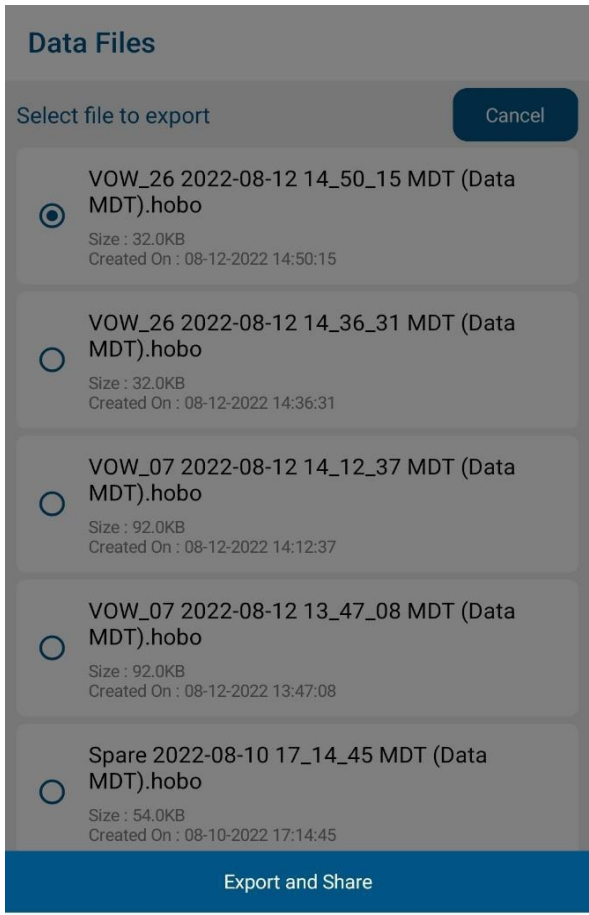 Data Files
Select file to export
Cancel
VOW_26 2022-08-12 14_50_15 MDT (Data
MDT).hobo
Size : 32.0KB
Created On : 08-12-2022 14:50:15
VOW_26 2022-08-12 14_36_31 MDT (Data
MDT).hobo
Size : 32.0KB
Created On : 08-12-2022 14:36:31
VOW_07 2022-08-12 14_12_37 MDT (Data
MDT).hobo
Size : 92.0KB
Created On : 08-12-2022 14:12:37
VOW_07 2022-08-12 13_47_08 MDT (Data
MDT).hobo
Size : 92.0KB
Created On : 08-12-2022 13:47:08
Spare 2022-08-10 17_14_45 MDT (Data
MDT).hobo
Size : 54.0KB
Created On : 08-10-2022 17:14:45
Export and Share